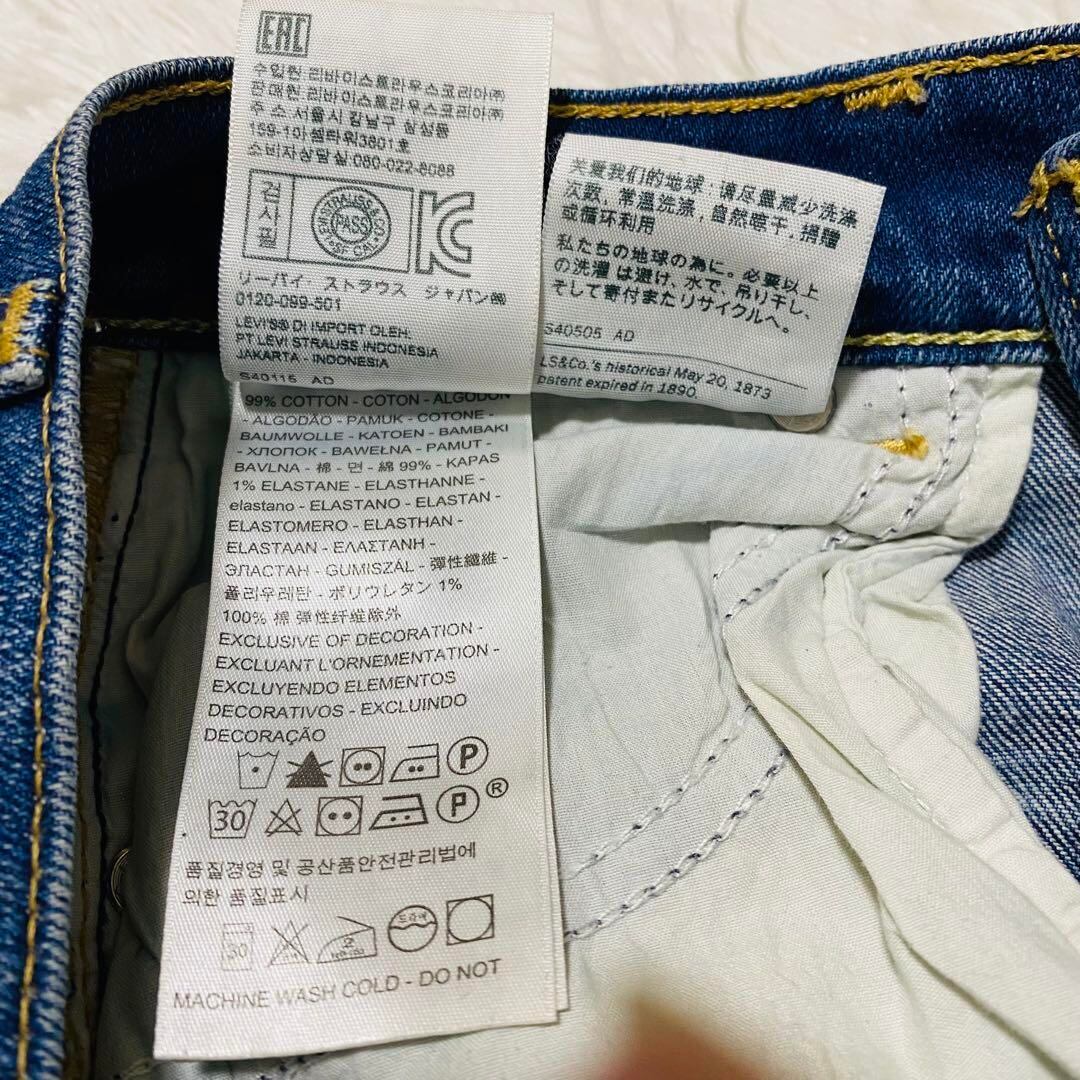 EAC
수입원 리바이스트라우스코리아㈜
판매원 리바이스트라우스코리아㈜
주 소 서울시 강남구 삼성동
159-1아셈타워3801호
소비자상담실:080-022-8088
검사필
PASS
リーバイ・ストラウス ジャパン㈱
0120-099-501
LEVI'S® DI IMPORT OLEH:
PT LEVI STRAUSS INDONESIA
JAKARTA - INDONESIA
S40115 AD
关爱我们的地球：请尽量减少洗涤
次数，常温洗涤，自然晾干，捐赠
或循环利用
私たちの地球の為に。必要以上
の洗濯は避け、水で、吊り干し、
そして寄付またリサイクルへ。
S40505 AD
LS&Co.'s historical May 20, 1873
patent expired in 1890.
99% COTTON - COTON - ALGODON
- ALGODÃO - PAMUK - COTONE -
BAUMWOLLE - KATOEN - BAMBAKI
- ХЛОПОК - BAWEŁNA - PAMUT -
BAVLNA - 棉 - 면 - 綿 99% - KAPAS
1% ELASTANE - ELASTHANNE -
elastano - ELASTANO - ELASTAN -
ELASTOMERO - ELASTHAN -
ELASTAAN - ΕΛΑΣΤΑΝΗ -
ЭЛАСТАН - GUMISZÁL - 彈性纖維 -
폴리우레탄 - ポリウレタン 1%
100% 棉 弹性纤维除外
EXCLUSIVE OF DECORATION -
EXCLUANT L'ORNEMENTATION -
EXCLUYENDO ELEMENTOS
DECORATIVOS - EXCLUINDO
DECORAÇÃO
P
30 P ®
품질경영 및 공산품안전관리법에
의한 품질표시
30 2 드라이
MACHINE WASH COLD - DO NOT